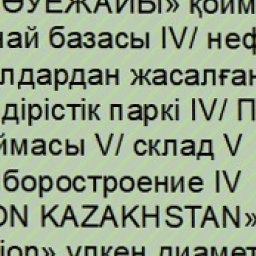 ӘУЕЖАЙЫ» қойм
най базасы IV/ неф
лдардан жасалған
дірістік паркі IV/ П
ймасы V/ склад V
боростроение IV
ON KAZAKHSTAN»
tion» үлкен диамет